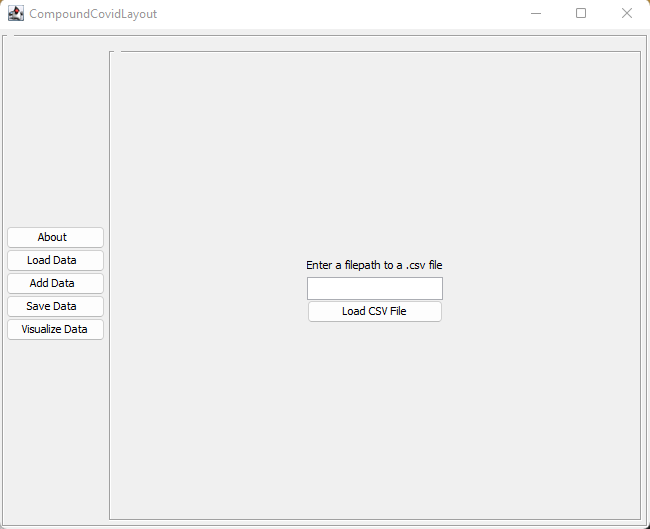 CompoundCovidLayout
About
Load Data
Add Data
Save Data
Visualize Data
Enter a filepath to a .csv file
Load CSV File